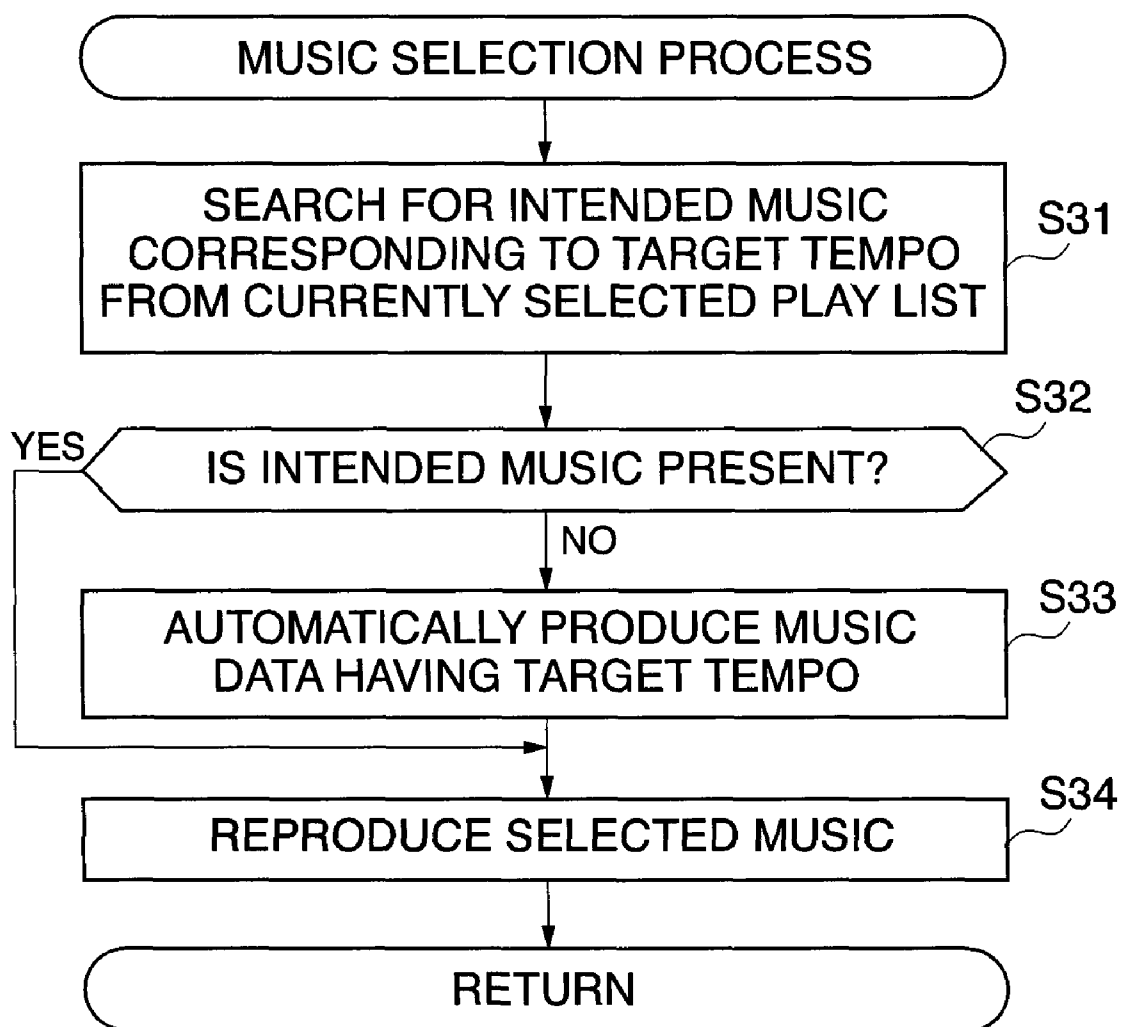 MUSIC SELECTION PROCESS
SEARCH FOR INTENDED MUSIC
CORRESPONDING TO TARGET TEMPO
FROM CURRENTLY SELECTED PLAY LIST
S31
S32
YES
IS INTENDED MUSIC PRESENT?
NO
S33
AUTOMATICALLY PRODUCE MUSIC
DATA HAVING TARGET TEMPO
S34
REPRODUCE SELECTED MUSIC
RETURN